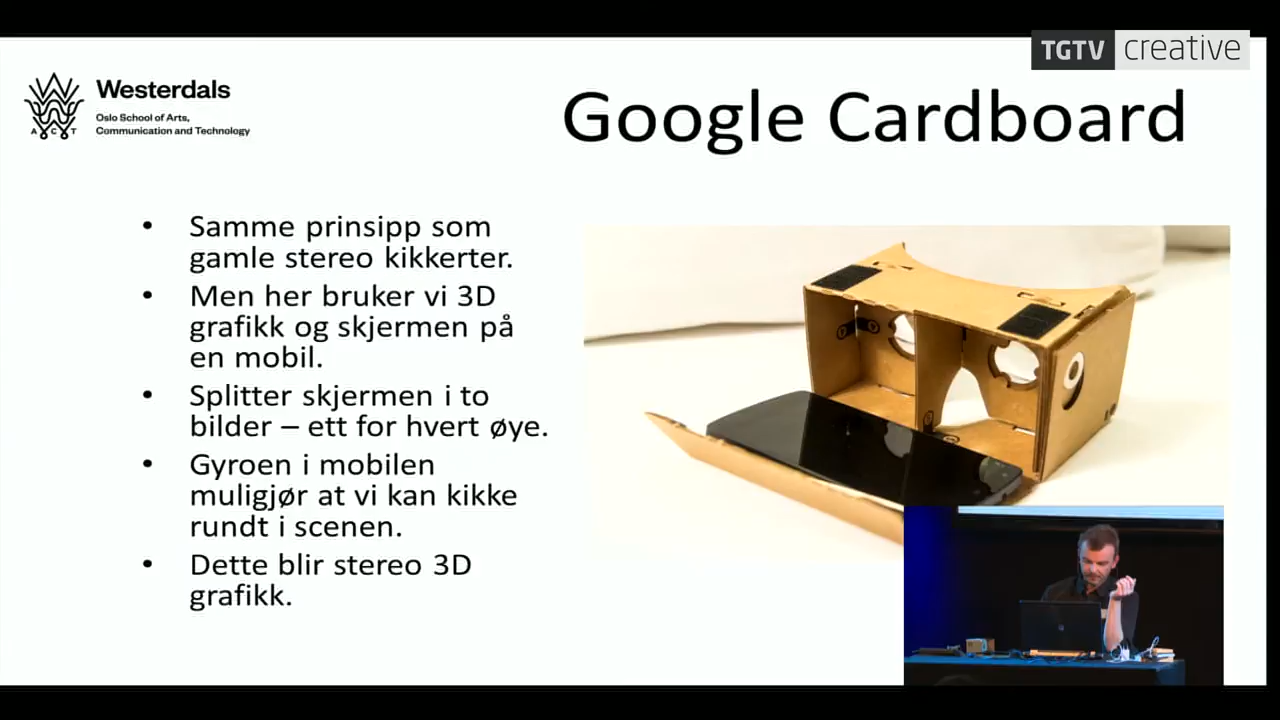 TGTV creative
Westerdals
Oslo School of Arts,
Communication and Technology
A C T
Google Cardboard
• Samme prinsipp som
gamle stereo kikkerter.
• Men her bruker vi 3D
grafikk og skjermen på
en mobil.
• Splitter skjermen i to
bilder – ett for hvert øye.
• Gyroen i mobilen
muligjør at vi kan kikke
rundt i scenen.
• Dette blir stereo 3D
grafikk.